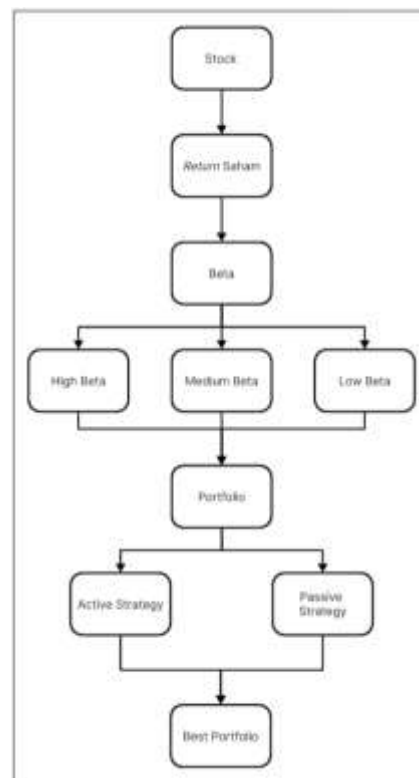 Stock
Return Saham
Beta
High Beta
Medium Beta
Low Beta
Portfolio
Active Strategy
Passive
Strategy
Best Portfolio